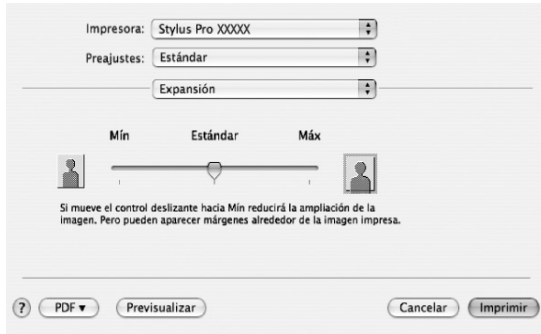 Impresora: Stylus Pro XXXXX
Preajustes: Estándar
Expansión
Mín Estándar Máx
Si mueve el control deslizante hacia Mín reducirá la ampliación de la
imagen. Pero pueden aparecer márgenes alrededor de la imagen impresa.
? PDF▼ Previsualizar Cancelar Imprimir